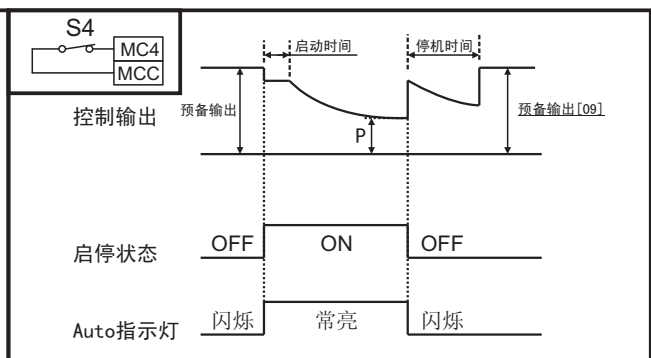 S4
MC4
MCC
启动时间
停机时间
控制输出
预备输出
P
预备输出[09]
启停状态
OFF
ON
OFF
Auto指示灯
闪烁
常亮
闪烁